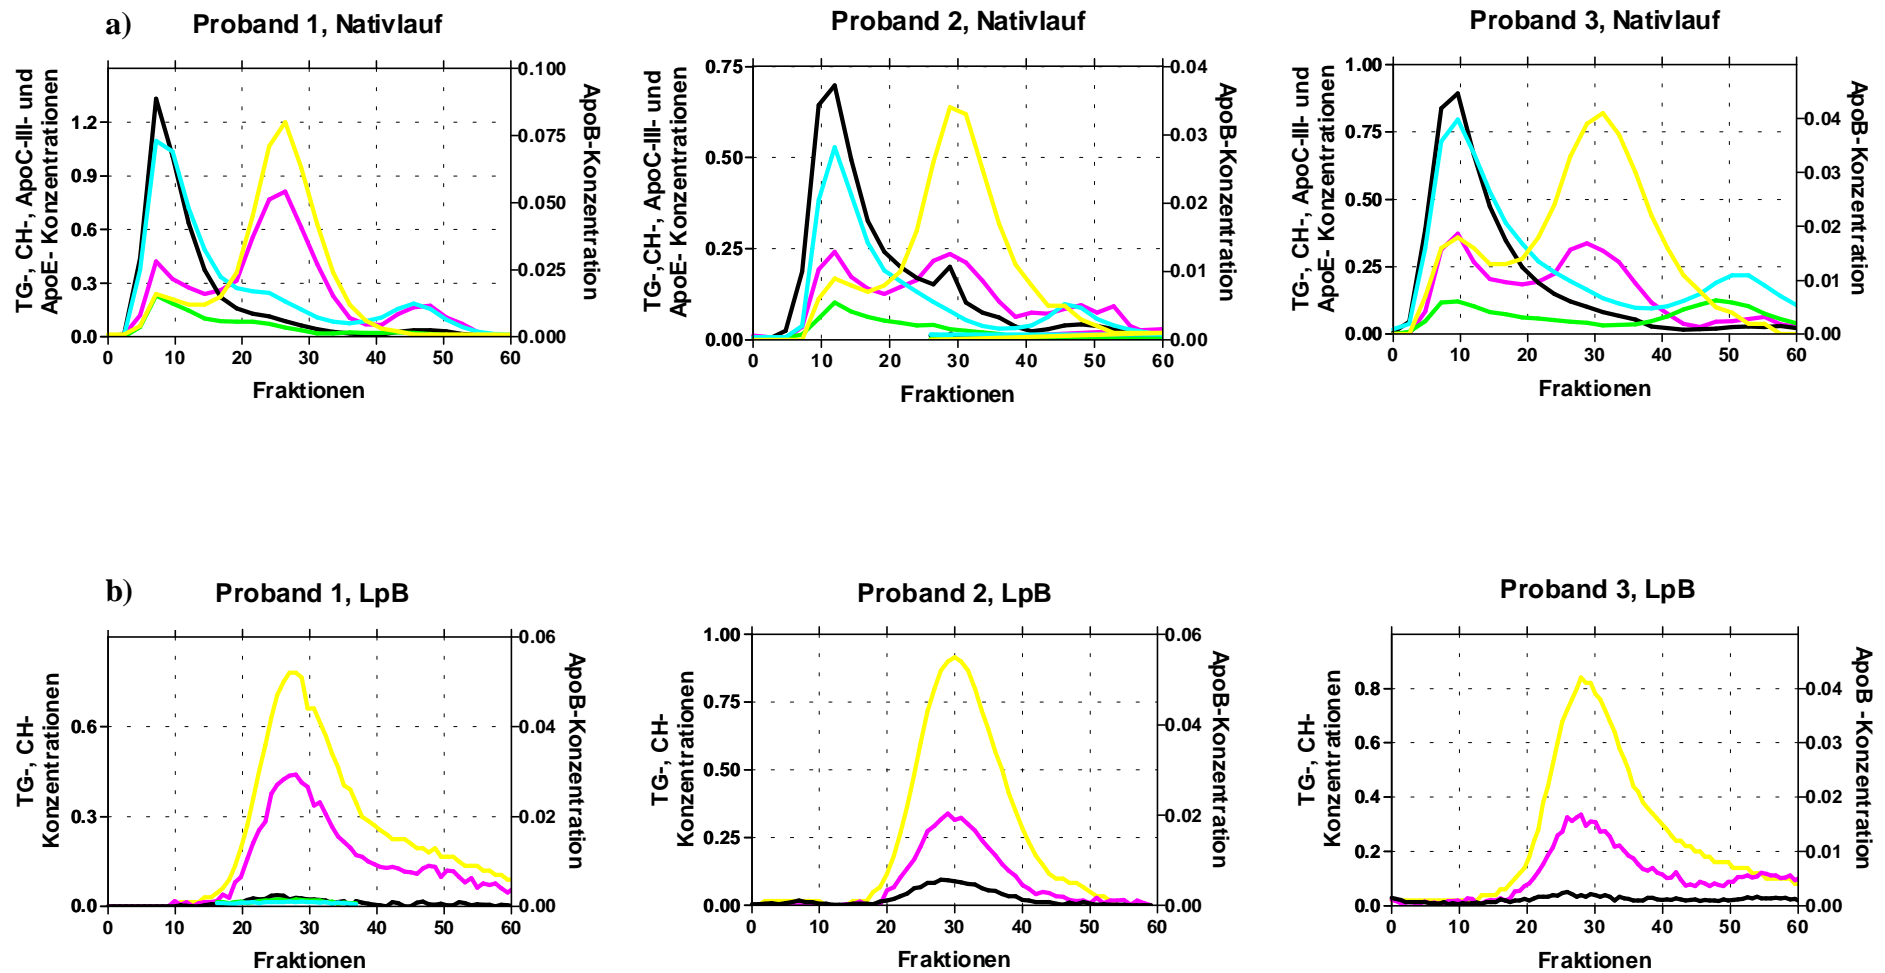 a)
Proband 1, Nativlauf
TG-, CH-, ApoC-III- und
ApoE- Konzentrationen
1.2
0.9
0.6
0.3
0.0
0.100
0.075
0.050
0.025
0.000
ApoB-Konzentration
0 10 20 30 40 50 60
Fraktionen
Proband 2, Nativlauf
TG-,CH-, ApoC-III- und
ApoE- Konzentrationen
0.75
0.50
0.25
0.00
0.04
0.03
0.02
0.01
0.00
ApoB-Konzentration
0 10 20 30 40 50 60
Fraktionen
Proband 3, Nativlauf
TG-, CH-, ApoC-III- und
ApoE- Konzentrationen
1.00
0.75
0.50
0.25
0.00
0.04
0.03
0.02
0.01
0.00
ApoB-Konzentration
0 10 20 30 40 50 60
Fraktionen
b)
Proband 1, LpB
TG-, CH-
Konzentrationen
0.6
0.3
0.0
0.06
0.04
0.02
0.00
ApoB-Konzentration
0 10 20 30 40 50 60
Fraktionen
Proband 2, LpB
TG-, CH-
Konzentrationen
1.00
0.75
0.50
0.25
0.00
0.06
0.04
0.02
0.00
ApoB-Konzentration
0 10 20 30 40 50 60
Fraktionen
Proband 3, LpB
TG-, CH-
Konzentrationen
0.8
0.6
0.4
0.2
0.0
0.04
0.03
0.02
0.01
0.00
ApoB -Konzentration
0 10 20 30 40 50 60
Fraktionen